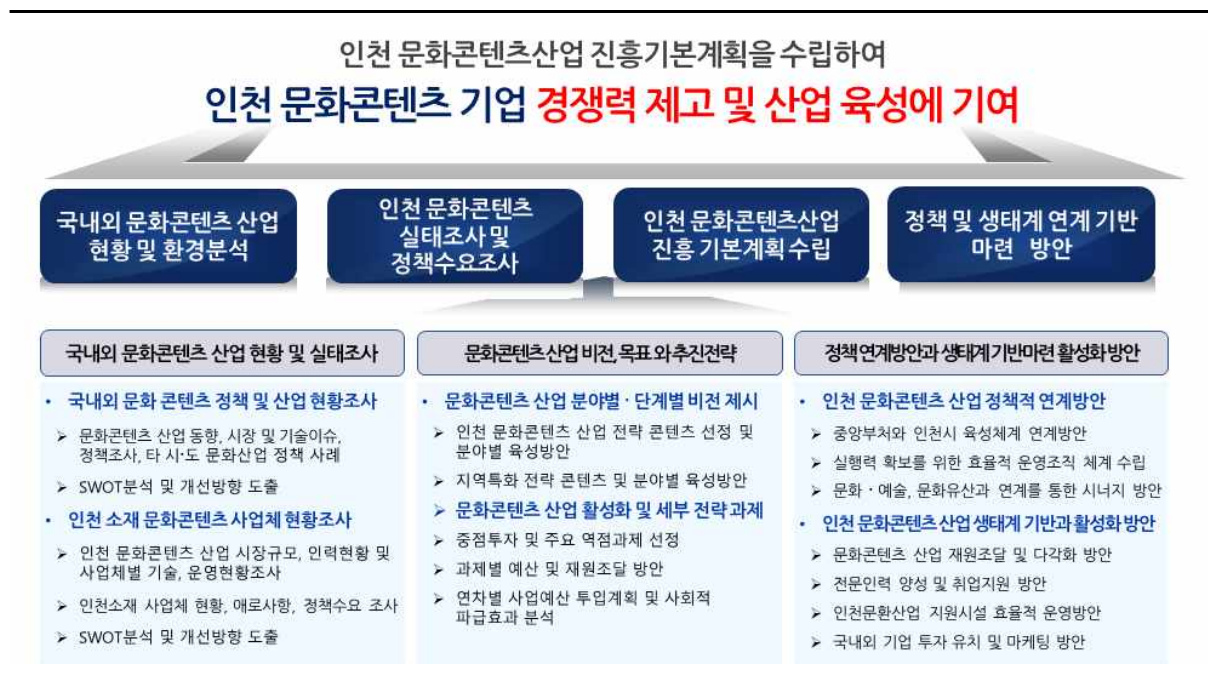 인천 문화콘텐츠산업 진흥기본계획을 수립하여
인천 문화콘텐츠 기업 경쟁력 제고 및 산업 육성에 기여
국내외 문화콘텐츠 산업
현황 및 환경분석
인천 문화콘텐츠
실태조사 및
정책수요조사
인천 문화콘텐츠산업
진흥 기본계획 수립
정책 및 생태계 연계 기반
마련 방안
국내외 문화콘텐츠 산업 현황 및 실태조사
• 국내외 문화 콘텐츠 정책 및 산업 현황조사
➢ 문화콘텐츠 산업 동향, 시장 및 기술이슈,
정책조사, 타 시·도 문화산업 정책 사례
➢ SWOT분석 및 개선방향 도출
• 인천 소재 문화콘텐츠 사업체 현황조사
➢ 인천 문화콘텐츠 산업 시장규모, 인력현황 및
사업체별 기술, 운영현황조사
➢ 인천소재 사업체 현황, 애로사항, 정책수요 조사
➢ SWOT분석 및 개선방향 도출
문화콘텐츠 산업 비전, 목표 와 추진전략
• 문화콘텐츠 산업 분야별 · 단계별 비전 제시
➢ 인천 문화콘텐츠 산업 전략 콘텐츠 선정 및
분야별 육성방안
➢ 지역특화 전략 콘텐츠 및 분야별 육성방안
➢ 문화콘텐츠 산업 활성화 및 세부 전략 과제
➢ 중점투자 및 주요 역점과제 선정
➢ 과제별 예산 및 재원조달 방안
➢ 연차별 사업예산 투입계획 및 사회적
파급효과 분석
정책 연계방안과 생태계 기반마련 활성화 방안
• 인천 문화콘텐츠 산업 정책적 연계방안
➢ 중앙부처와 인천시 육성체계 연계방안
➢ 실행력 확보를 위한 효율적 운영조직 체계 수립
➢ 문화 · 예술, 문화유산과 연계를 통한 시너지 방안
• 인천 문화콘텐츠 산업 생태계 기반과 활성화 방안
➢ 문화콘텐츠 산업 재원조달 및 다각화 방안
➢ 전문인력 양성 및 취업지원 방안
➢ 인천문환산업 지원시설 효율적 운영방안
➢ 국내외 기업 투자 유치 및 마케팅 방안